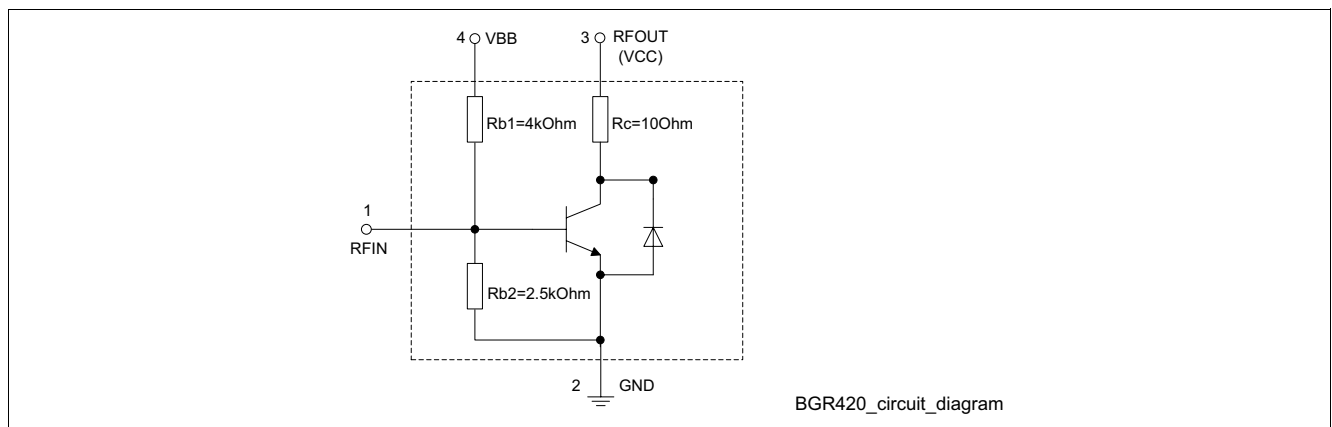 4 VBB
3 RFOUT
(VCC)
Rb1=4kOhm
Rc=10Ohm
1
RFIN
Rb2=2.5kOhm
2 GND
BGR420_circuit_diagram